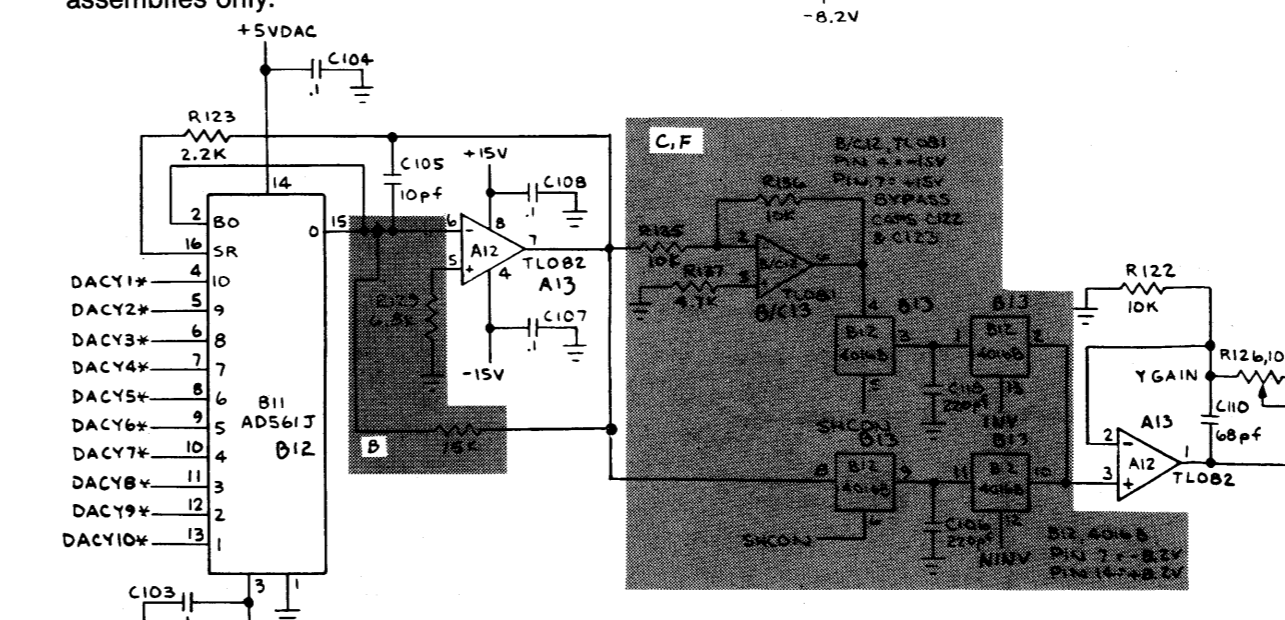 assemblies only.
-8.2V
+5VDAC
C104
.1
R123
2.2K
C105
10pf
+15V
C108
.1
14
2
BO
16
SR
O
15
6
-
8
A12
7
5
+
4
TL082
A13
C107
.1
-15V
DACY1*
4
10
DACY2*
5
9
DACY3*
6
8
DACY4*
7
7
DACY5*
8
6
DACY6*
9
5
DACY7*
10
4
DACY8*
11
3
DACY9*
12
2
DACY10*
13
1
B11
AD561J
B12
3
1
C103
B
C,F
B/C12, TL081
PIN 4 = -15V
PIN 7 = +15V
BYPASS
CAPS C122
& C123
R136
10K
R135
10K
R137
4.7K
2
3
B/C12
TL081
B/C13
4
B13
B12
4016B
3
5
SHCON
1
B13
B12
4016B
2
13
INV
220pf
8
B13
B12
4016B
9
6
SHCON
C106
220pf
11
B13
B12
4016B
10
12
NINV
B12, 4016B
PIN 7 = -8.2V
PIN 14 = +8.2V
R122
10K
R126,10
YGAIN
C110
68pf
A13
2
-
3
+
A12
1
TL082